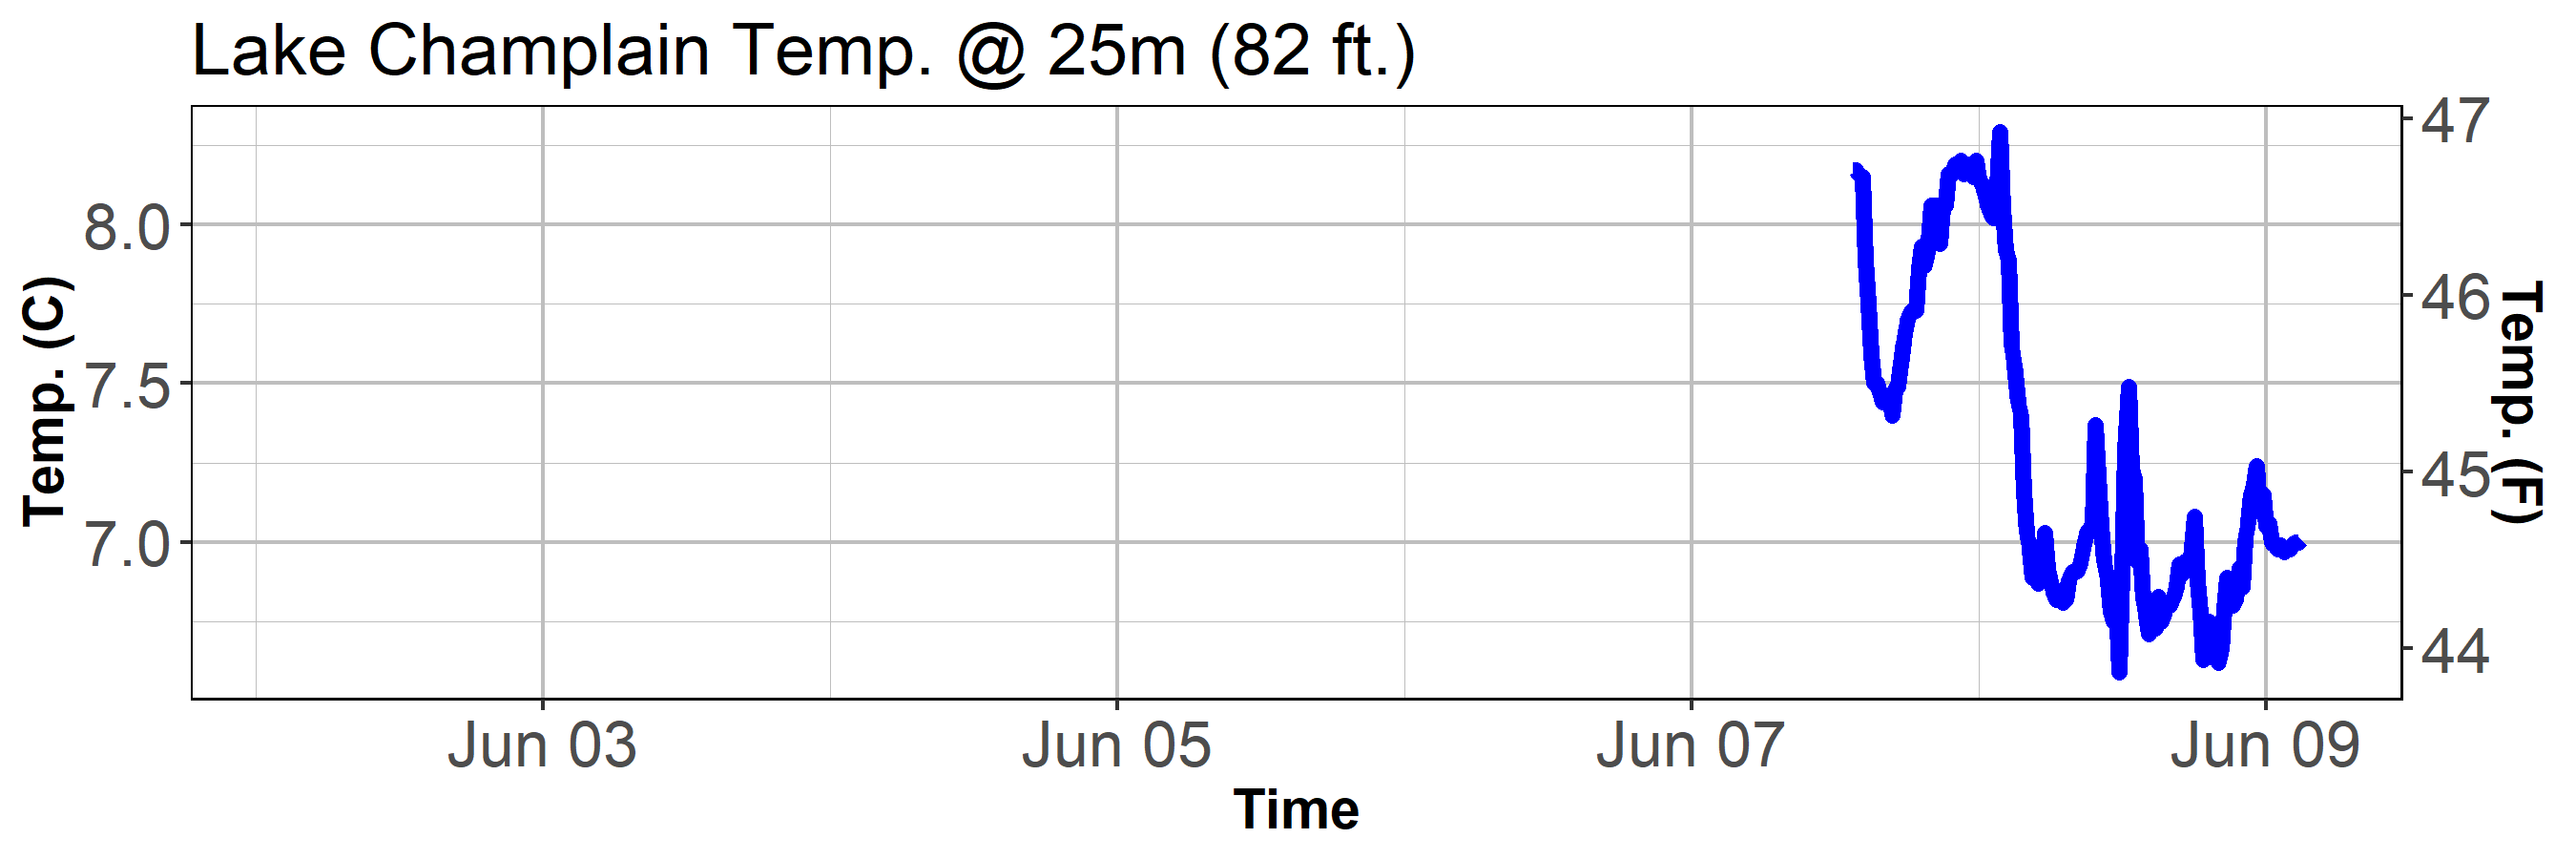 Lake Champlain Temp. @ 25m (82 ft.)
Temp. (C)
8.0
7.5
7.0
47
46
45
44
Temp. (F)
Jun 03 Jun 05 Jun 07 Jun 09
Time